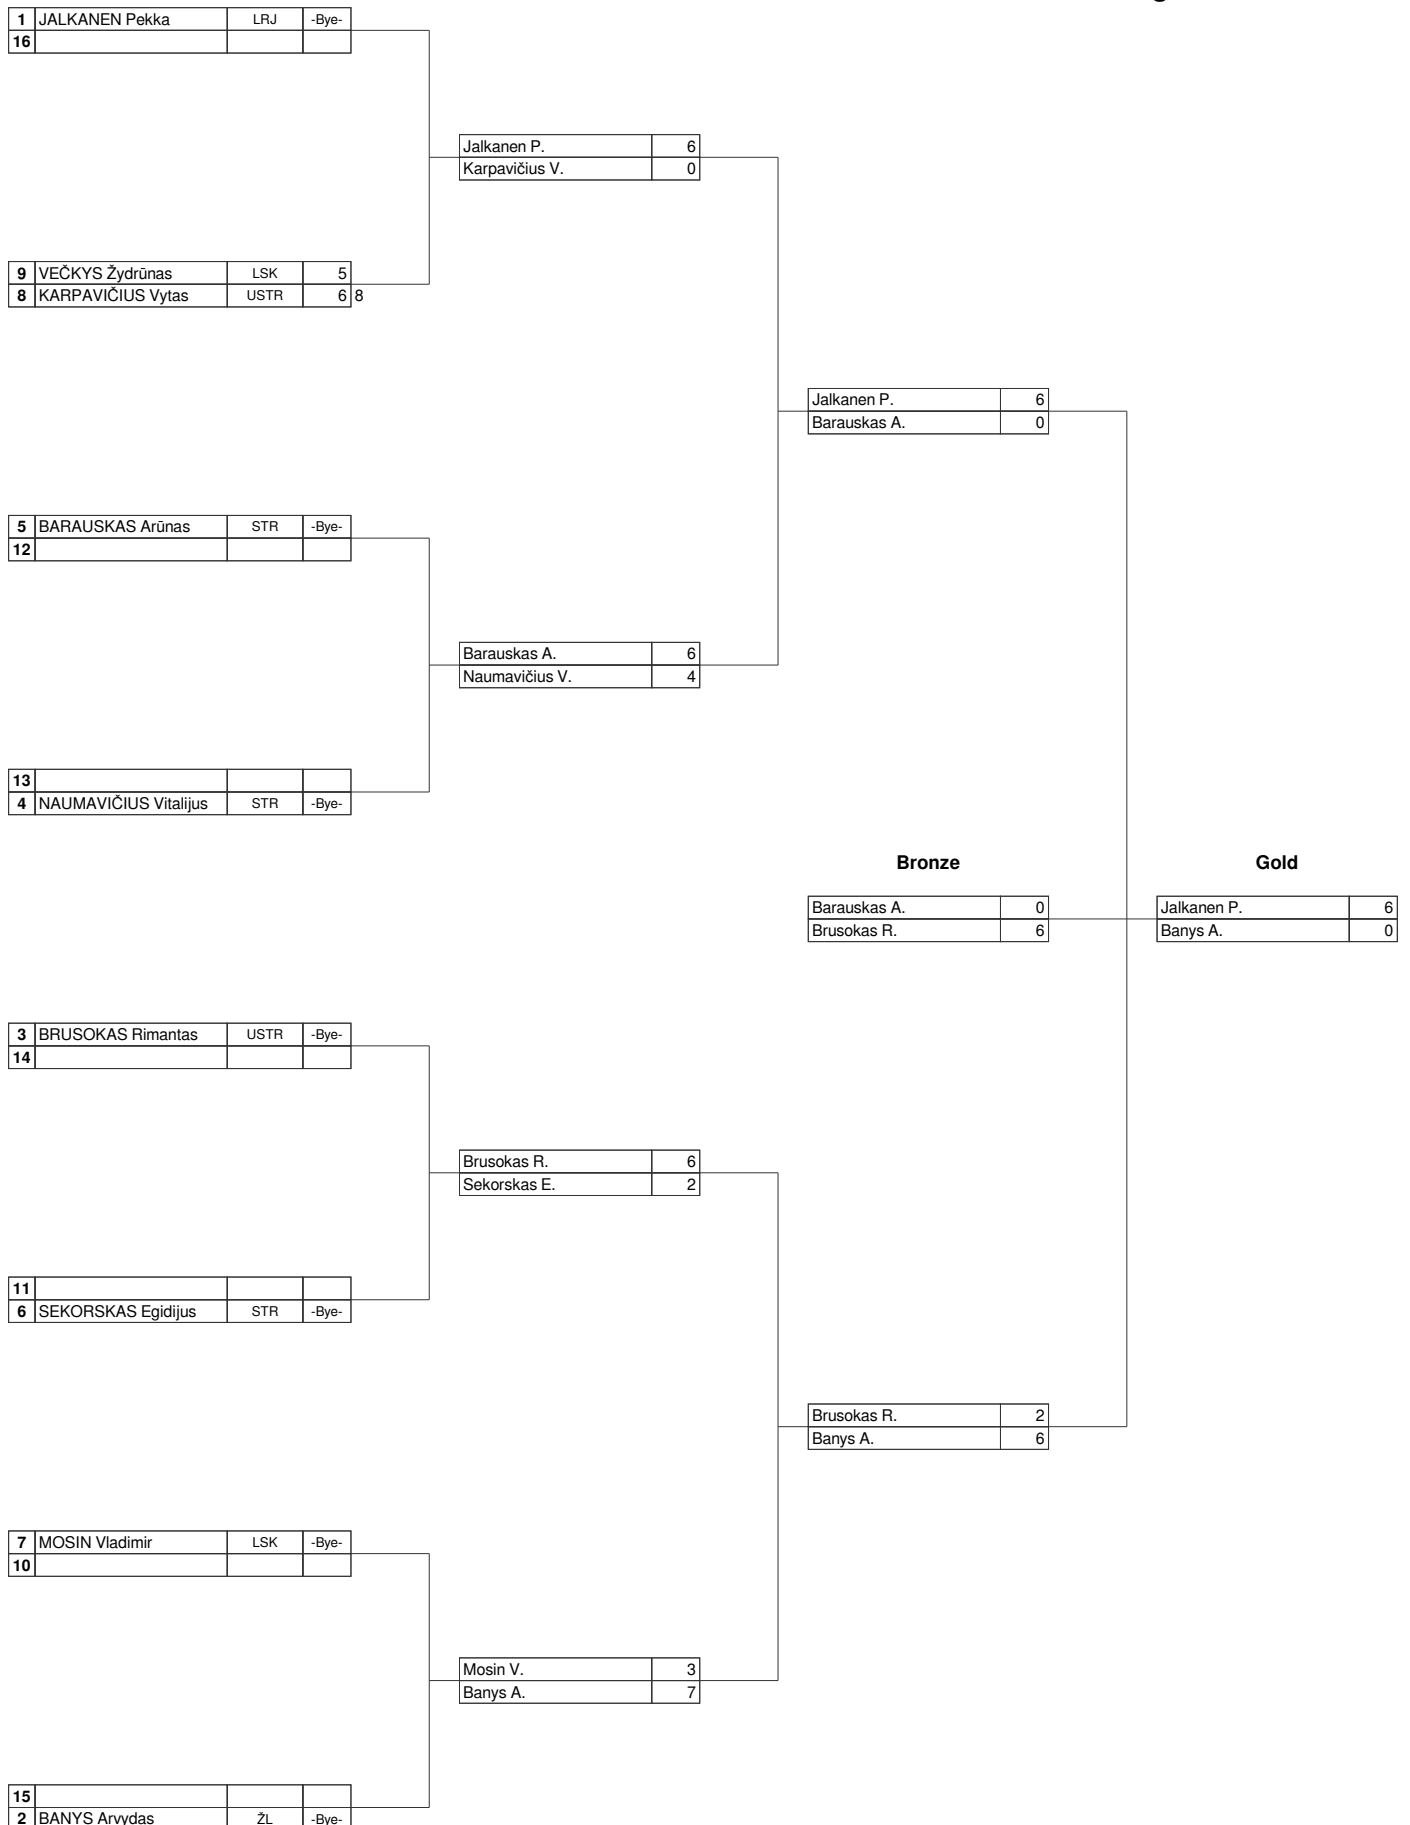 1 JALKANEN Pekka LRJ -Bye-
16
Jalkanen P. 6
Karpavičius V. 0
9 VEČKYS Žydrūnas LSK 5
8 KARPAVIČIUS Vytas USTR 6 8
Jalkanen P. 6
Barauskas A. 0
5 BARAUSKAS Arūnas STR -Bye-
12
Barauskas A. 6
Naumavičius V. 4
13
4 NAUMAVIČIUS Vitalijus STR -Bye-
Bronze Gold
Barauskas A. 0 Jalkanen P. 6
Brusokas R. 6 Banys A. 0
3 BRUSOKAS Rimantas USTR -Bye-
14
Brusokas R. 6
Sekorskas E. 2
11
6 SEKORSKAS Egidijus STR -Bye-
Brusokas R. 2
Banys A. 6
7 MOSIN Vladimir LSK -Bye-
10
Mosin V. 3
Banys A. 7
15
2 BANYS Arvydas ŽL -Bye-